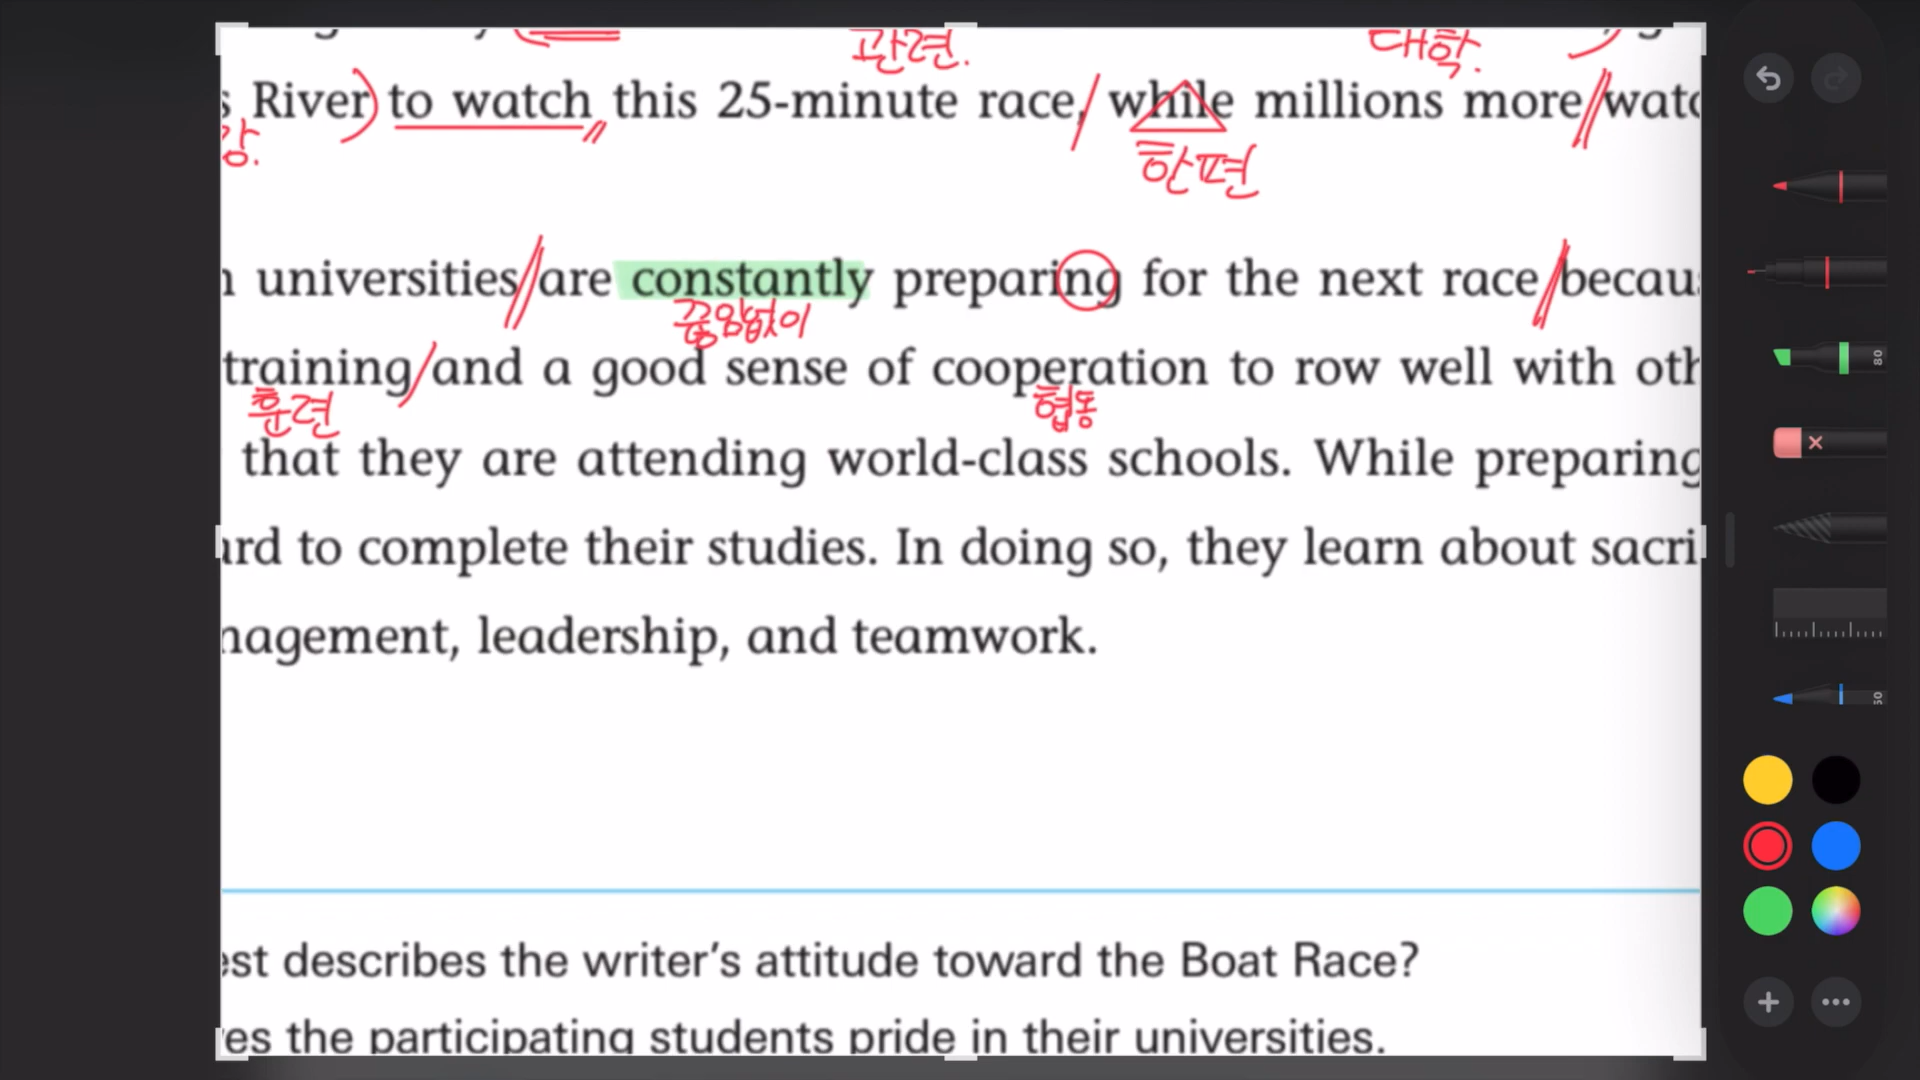 관련. 대학.
s River to watch this 25-minute race, while millions more watc
강. 한편
universities are constantly preparing for the next race becau
끊임없이
training and a good sense of cooperation to row well with oth
훈련 협동
that they are attending world-class schools. While preparing
ard to complete their studies. In doing so, they learn about sacri
nagement, leadership, and teamwork.
est describes the writer's attitude toward the Boat Race?
es the participating students pride in their universities.
80
50